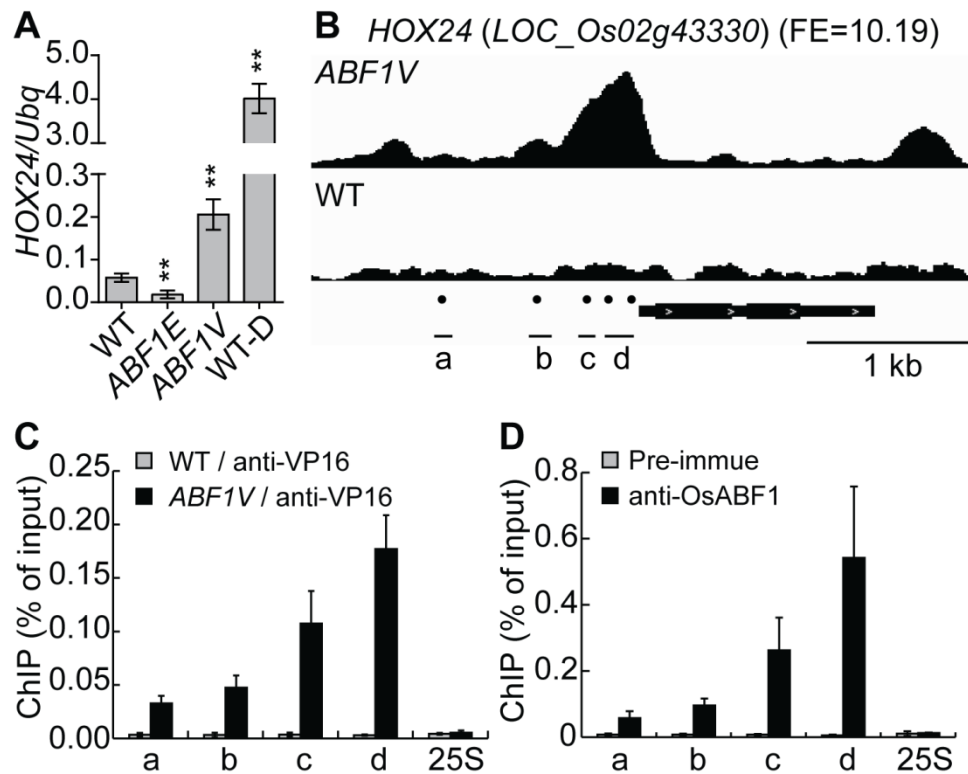 A
HOX24/Ubq
5.0
4.0
3.0
0.3
0.2
0.1
0.0
**
**
**
WT
ABF1E
ABF1V
WT-D
B
HOX24 (LOC_Os02g43330) (FE=10.19)
ABF1V
WT
a b c d
1 kb
C
WT / anti-VP16
ABF1V / anti-VP16
ChIP (% of input)
0.25
0.20
0.15
0.10
0.05
0.00
a b c d 25S
D
Pre-immue
anti-OsABF1
ChIP (% of input)
0.8
0.6
0.4
0.2
0
a b c d 25S